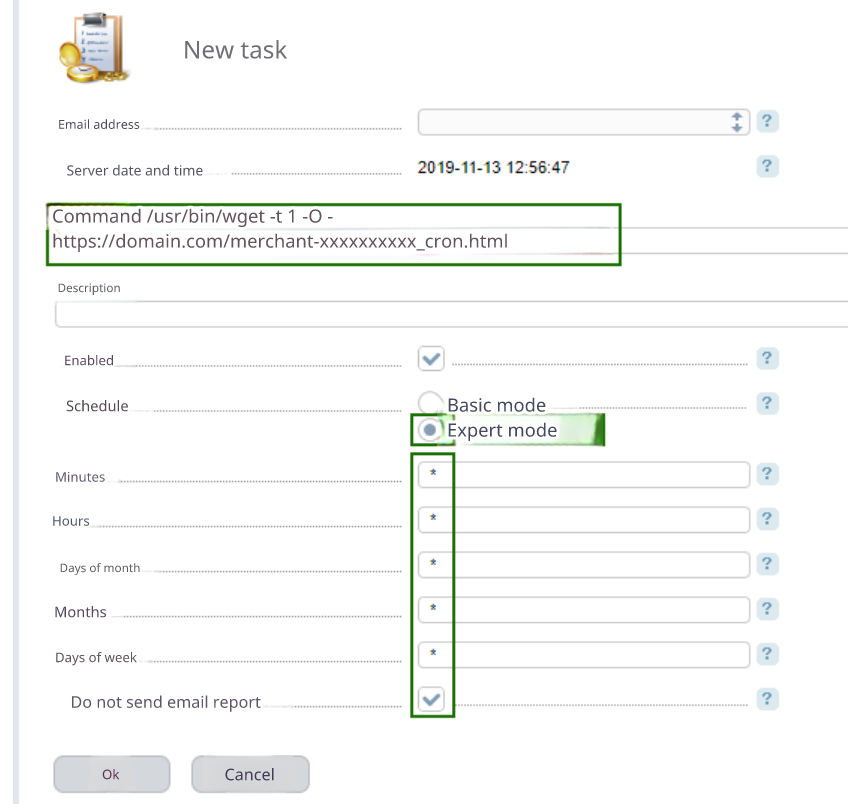 New task
Email address
?
Server date and time
2019-11-13 12:56:47
?
Command /usr/bin/wget -t 1 -O -
https://domain.com/merchant-xxxxxxxxxx_cron.html
Description
Enabled
?
Schedule
Basic mode
?
Expert mode
Minutes
*
?
Hours
*
?
Days of month
*
?
Months
*
?
Days of week
*
?
Do not send email report
?
Ok
Cancel